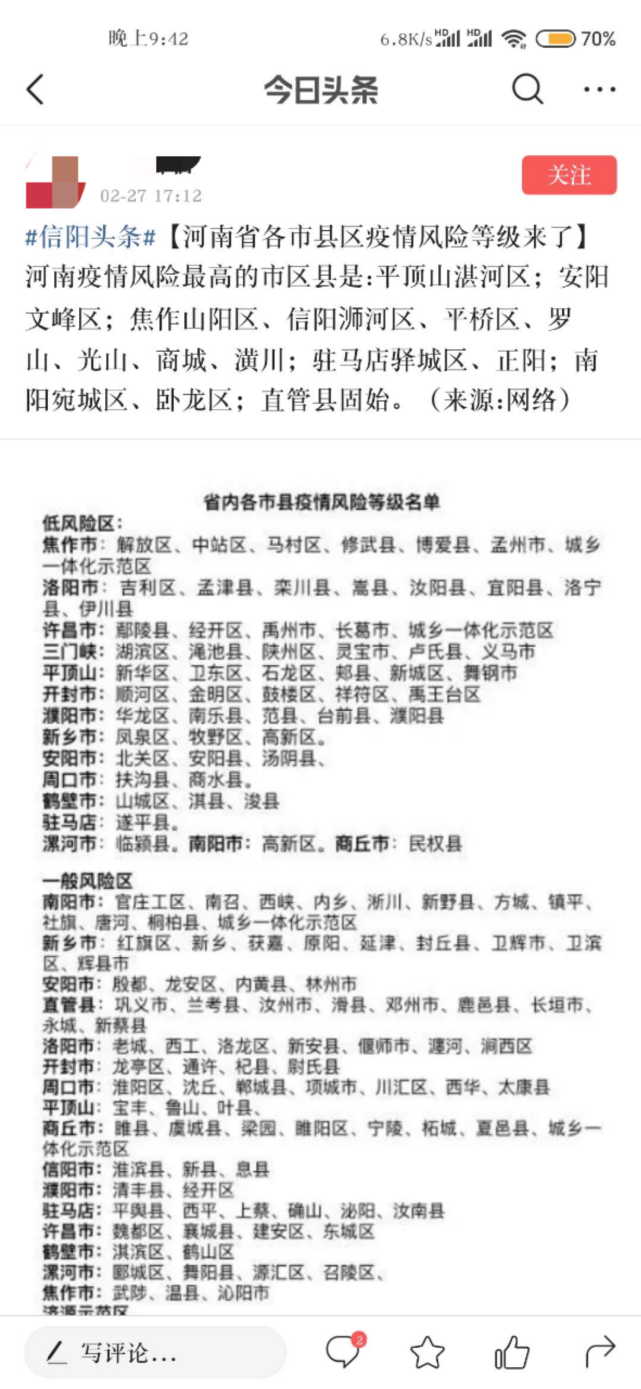 晚上9:42
6.8K/s HD HD 70%
今日头条
02-27 17:12
关注
#信阳头条#【河南省各市县区疫情风险等级来了】
河南疫情风险最高的市区县是:平顶山湛河区；安阳
文峰区；焦作山阳区、信阳浉河区、平桥区、罗
山、光山、商城、潢川；驻马店驿城区、正阳；南
阳宛城区、卧龙区；直管县固始。（来源:网络）
省内各市县疫情风险等级名单
低风险区：
焦作市：解放区、中站区、马村区、修武县、博爱县、孟州市、城乡
一体化示范区
洛阳市：吉利区、孟津县、栾川县、嵩县、汝阳县、宜阳县、洛宁
县、伊川县
许昌市：鄢陵县、经开区、禹州市、长葛市、城乡一体化示范区
三门峡：湖滨区、渑池县、陕州区、灵宝市、卢氏县、义马市
平顶山：新华区、卫东区、石龙区、郏县、新城区、舞钢市
开封市：顺河区、金明区、鼓楼区、祥符区、禹王台区
濮阳市：华龙区、南乐县、范县、台前县、濮阳县
新乡市：凤泉区、牧野区、高新区。
安阳市：北关区、安阳县、汤阴县、
周口市：扶沟县、商水县。
鹤壁市：山城区、淇县、浚县
驻马店：遂平县。
漯河市：临颍县。南阳市：高新区。商丘市：民权县
一般风险区
南阳市：官庄工区、南召、西峡、内乡、淅川、新野县、方城、镇平、
社旗、唐河、桐柏县、城乡一体化示范区
新乡市：红旗区、新乡、获嘉、原阳、延津、封丘县、卫辉市、卫滨
区、辉县市
安阳市：殷都、龙安区、内黄县、林州市
直管县：巩义市、兰考县、汝州市、滑县、邓州市、鹿邑县、长垣市、
永城、新蔡县
洛阳市：老城、西工、洛龙区、新安县、偃师市、瀍河、涧西区
开封市：龙亭区、通许、杞县、尉氏县
周口市：淮阳区、沈丘、郸城县、项城市、川汇区、西华、太康县
平顶山：宝丰、鲁山、叶县、
商丘市：睢县、虞城县、梁园、睢阳区、宁陵、柘城、夏邑县、城乡一
体化示范区
信阳市：淮滨县、新县、息县
濮阳市：清丰县、经开区
驻马店：平舆县、西平、上蔡、确山、泌阳、汝南县
许昌市：魏都区、襄城县、建安区、东城区
鹤壁市：淇滨区、鹤山区
漯河市：郾城区、舞阳县、源汇区、召陵区、
焦作市：武陟、温县、沁阳市
济源示范区
写评论...
2